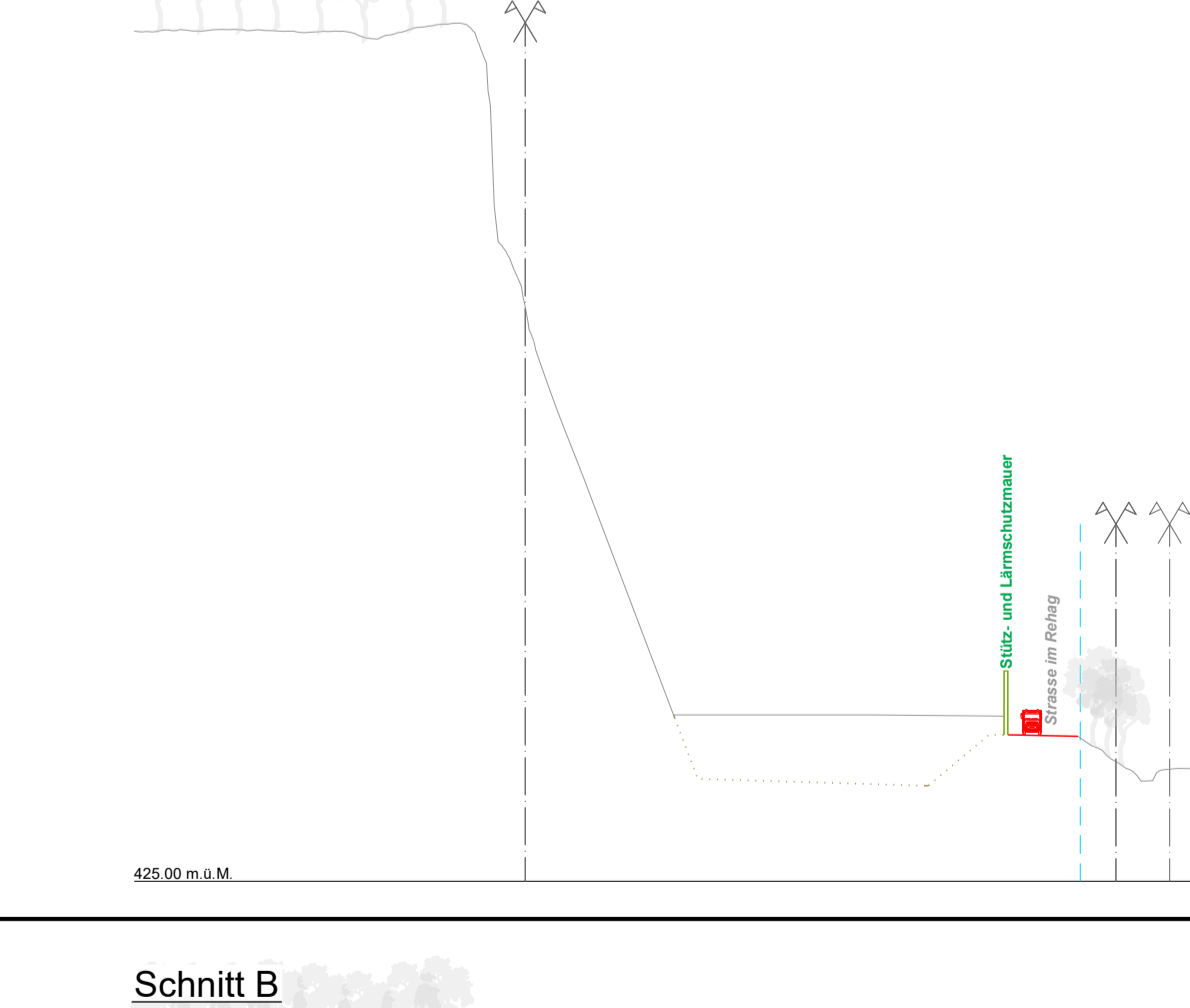 Stütz- und Lärmschutzmauer
Strasse im Rehag
425.00 m.ü.M.
Schnitt B